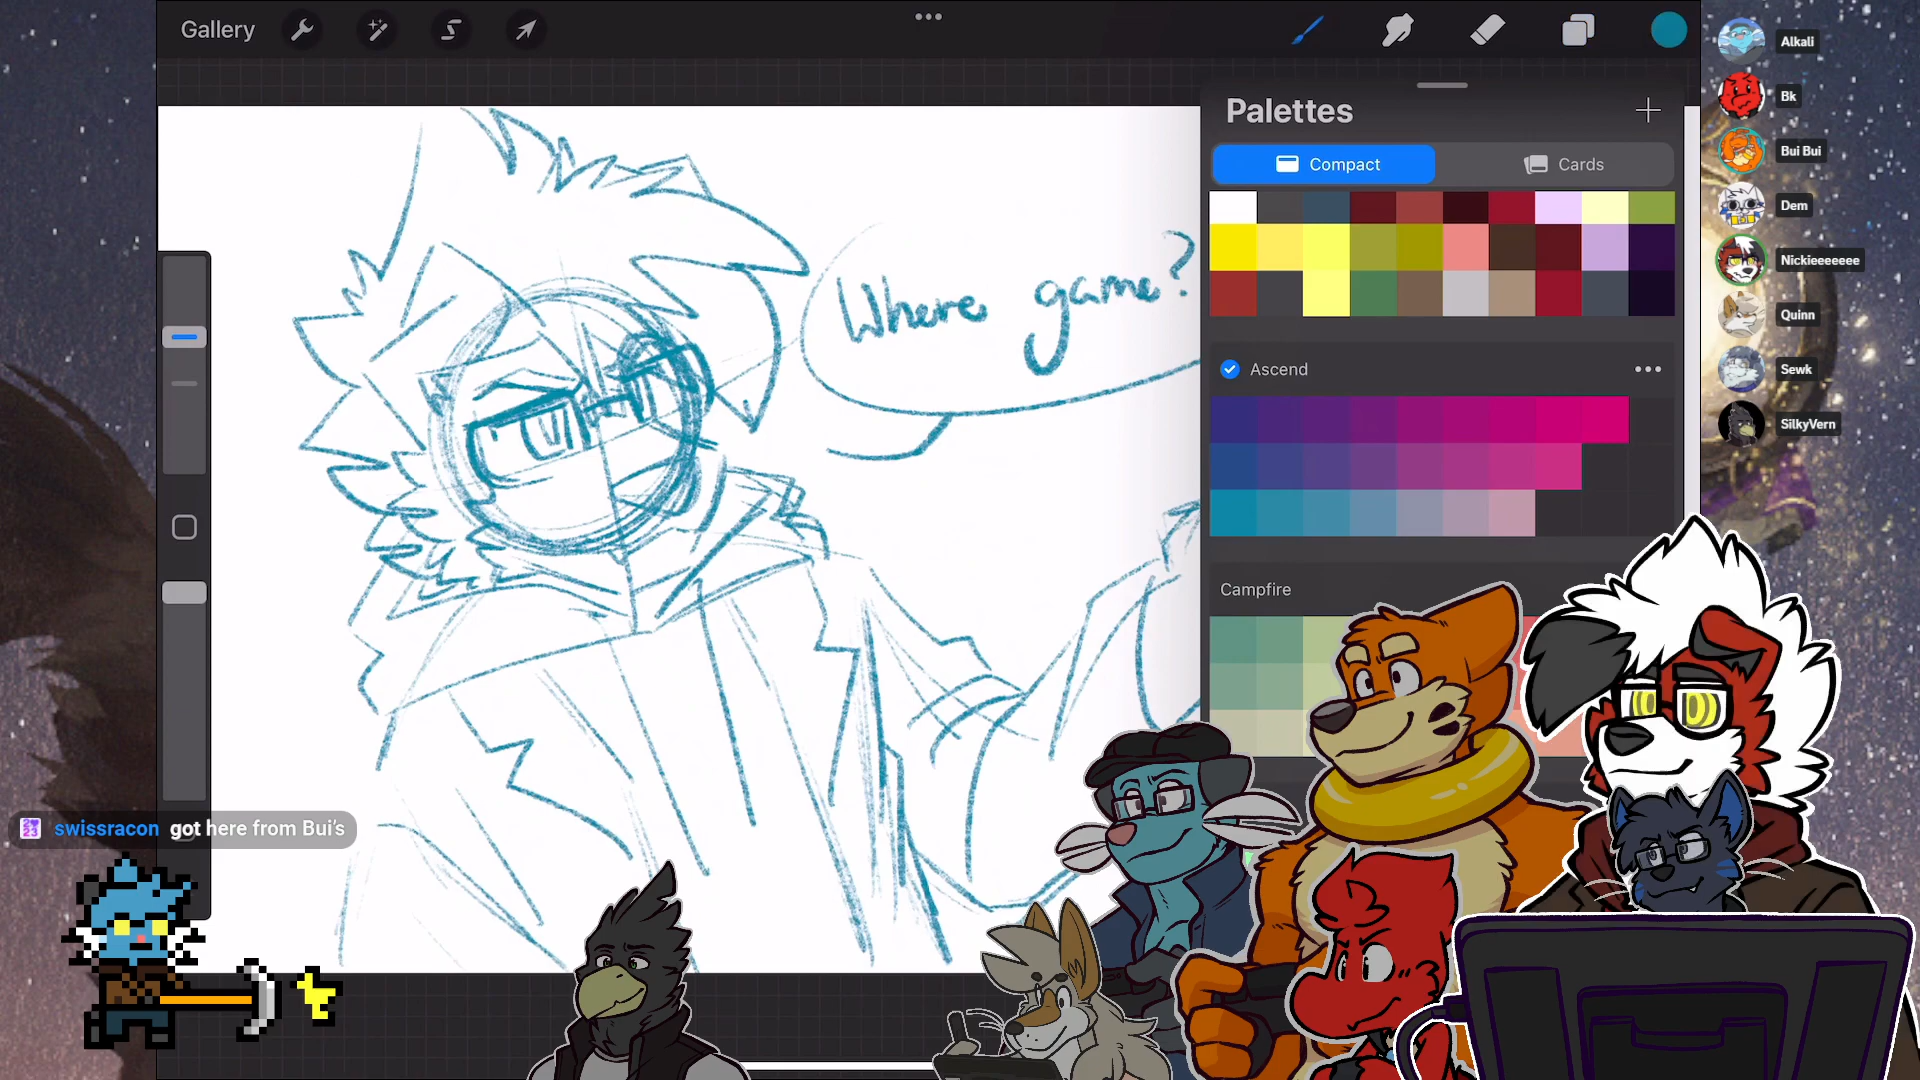 Gallery
Palettes
Compact
Cards
Ascend
Campfire
Where game?
Alkali
Bk
Bui Bui
Dem
Nickieeeeeee
Quinn
Sewk
SilkyVern
swissracon got here from Bui's